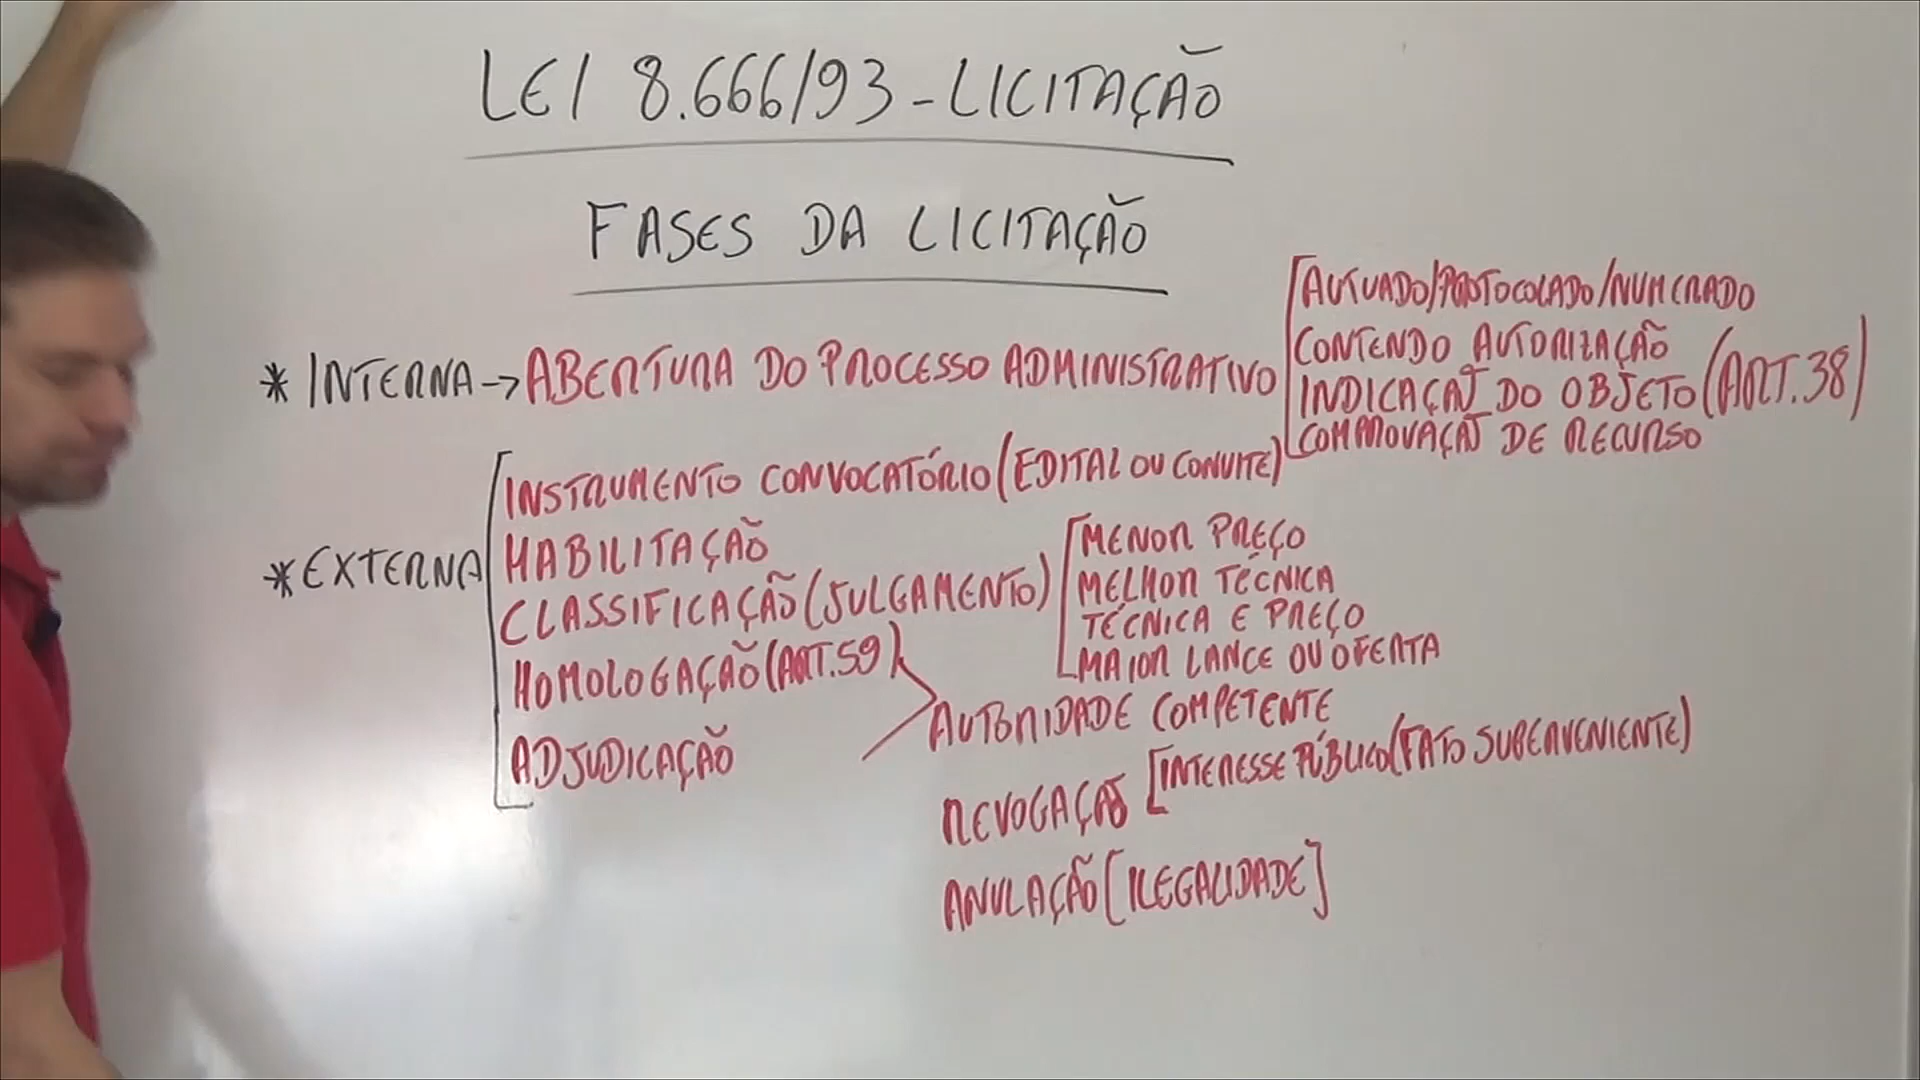 LEI 8.666/93 - LICITAÇÃO
FASES DA LICITAÇÃO
* INTERNA -> ABERTURA DO PROCESSO ADMINISTRATIVO
AUTUADO/PROTOCOLADO/NUMERADO
CONTENDO AUTORIZAÇÃO
INDICAÇÃO DO OBJETO (ART.38)
COMPROVAÇÃO DE RECURSO
* EXTERNA
INSTRUMENTO CONVOCATÓRIO (EDITAL OU CONVITE)
HABILITAÇÃO
CLASSIFICAÇÃO (JULGAMENTO)
MENOR PREÇO
MELHOR TÉCNICA
TÉCNICA E PREÇO
MAIOR LANCE OU OFERTA
HOMOLOGAÇÃO (ART.59)
ADJUDICAÇÃO
AUTORIDADE COMPETENTE
REVOGAÇÃO [INTERESSE PÚBLICO (FATO SUPERVENIENTE)
ANULAÇÃO [ILEGALIDADE]